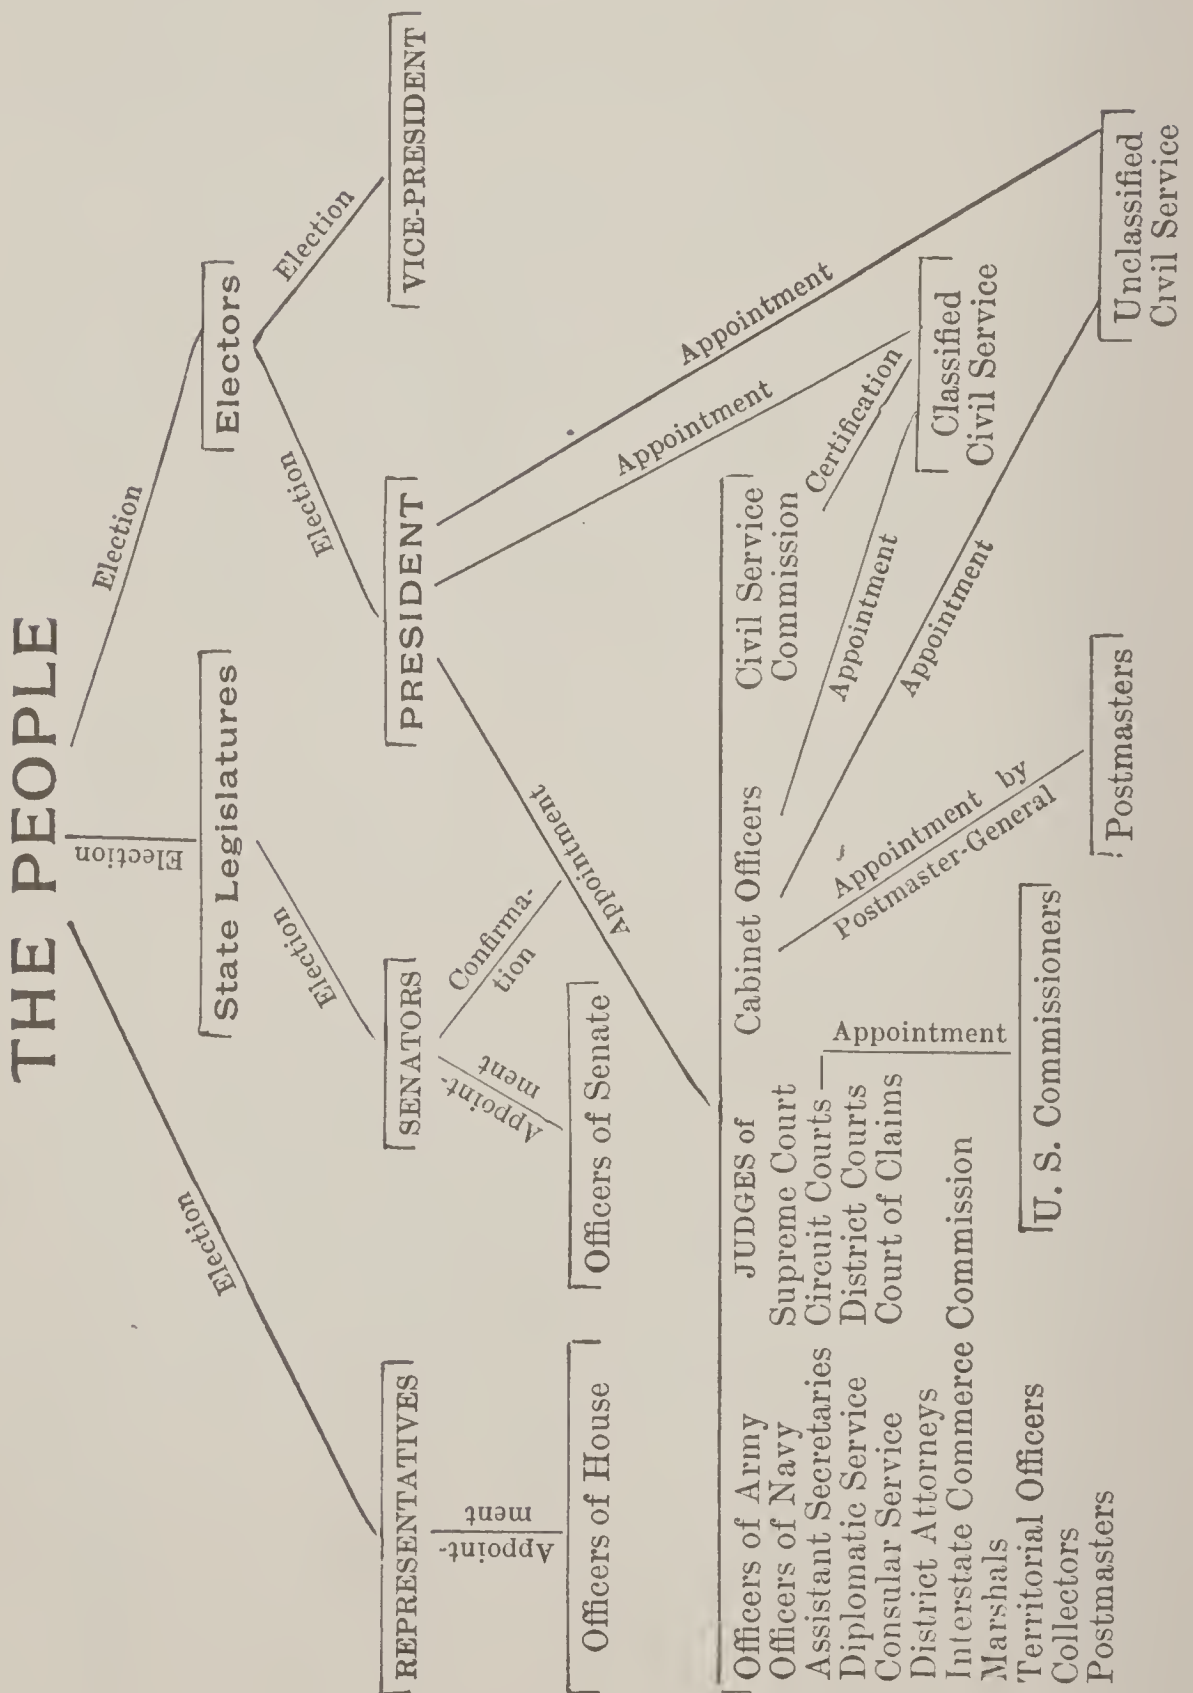 THE PEOPLE
Election
Election
Election
State Legislatures
Electors
Election
Election
Election
REPRESENTATIVES
SENATORS
PRESIDENT
VICE-PRESIDENT
Appoint-
ment
Appoint-
ment
Confirma-
tion
Appointment
Appointment
Appointment
Officers of House
Officers of Senate
Officers of Army
Officers of Navy
Assistant Secretaries
Diplomatic Service
Consular Service
District Attorneys
Interstate Commerce Commission
Marshals
Territorial Officers
Collectors
Postmasters
JUDGES of
Supreme Court
Circuit Courts
District Courts
Court of Claims
Appointment
U. S. Commissioners
Cabinet Officers
Appointment by
Postmaster-General
Postmasters
Civil Service
Commission
Certification
Appointment
Appointment
Classified
Civil Service
Unclassified
Civil Service